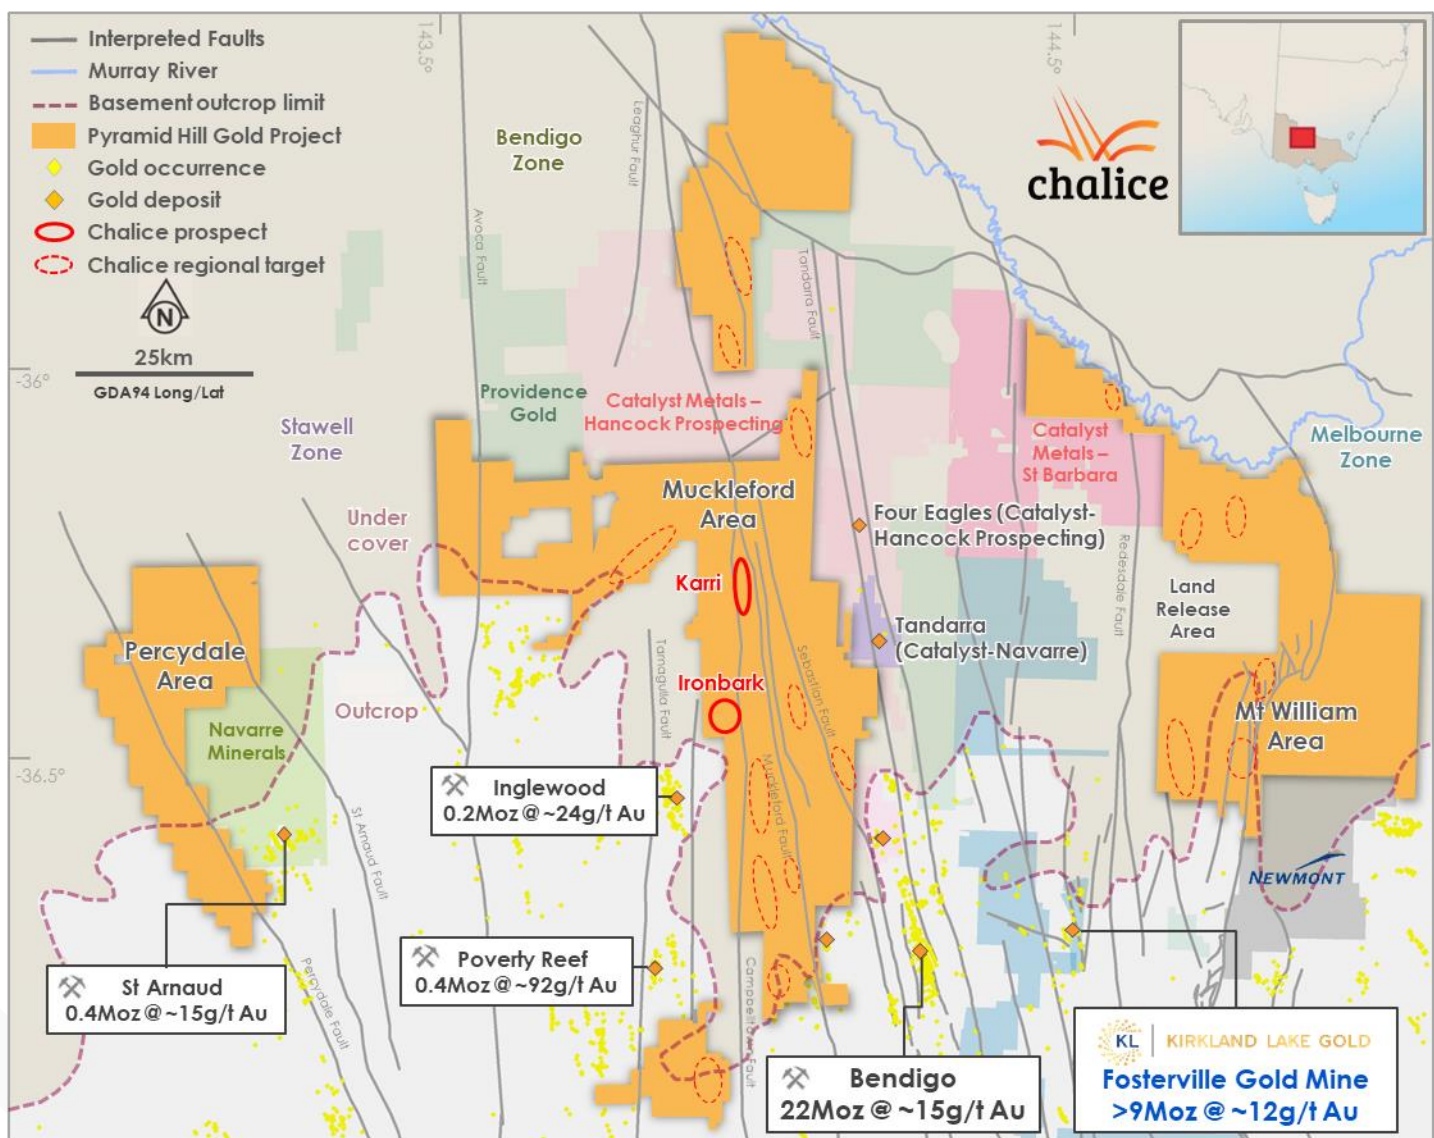 Interpreted Faults
Murray River
Basement outcrop limit
Pyramid Hill Gold Project
Gold occurrence
Gold deposit
Chalice prospect
Chalice regional target
N
25km
GDA94 Long/Lat
143.5°
144.5°
-36°
-36.5°
chalice
Bendigo
Zone
Leaghur Fault
Avoca Fault
Tandarra Fault
Providence
Gold
Catalyst Metals –
Hancock Prospecting
Catalyst
Metals –
St Barbara
Melbourne
Zone
Stawell
Zone
Under
cover
Muckleford
Area
Four Eagles (Catalyst-
Hancock Prospecting)
Karri
Redesdale Fault
Land
Release
Area
Tandarra
(Catalyst-Navarre)
Percydale
Area
Tarnagulla Fault
Sebastian Fault
Ironbark
Outcrop
Navarre
Minerals
Mt William
Area
Muckleford Fault
St Arnaud Fault
Inglewood
0.2Moz @ ~24g/t Au
NEWMONT
Poverty Reef
0.4Moz @ ~92g/t Au
St Arnaud
0.4Moz @ ~15g/t Au
Percydale Fault
Campbelltown Fault
Bendigo
22Moz @ ~15g/t Au
KL
KIRKLAND LAKE GOLD
Fosterville Gold Mine
>9Moz @ ~12g/t Au